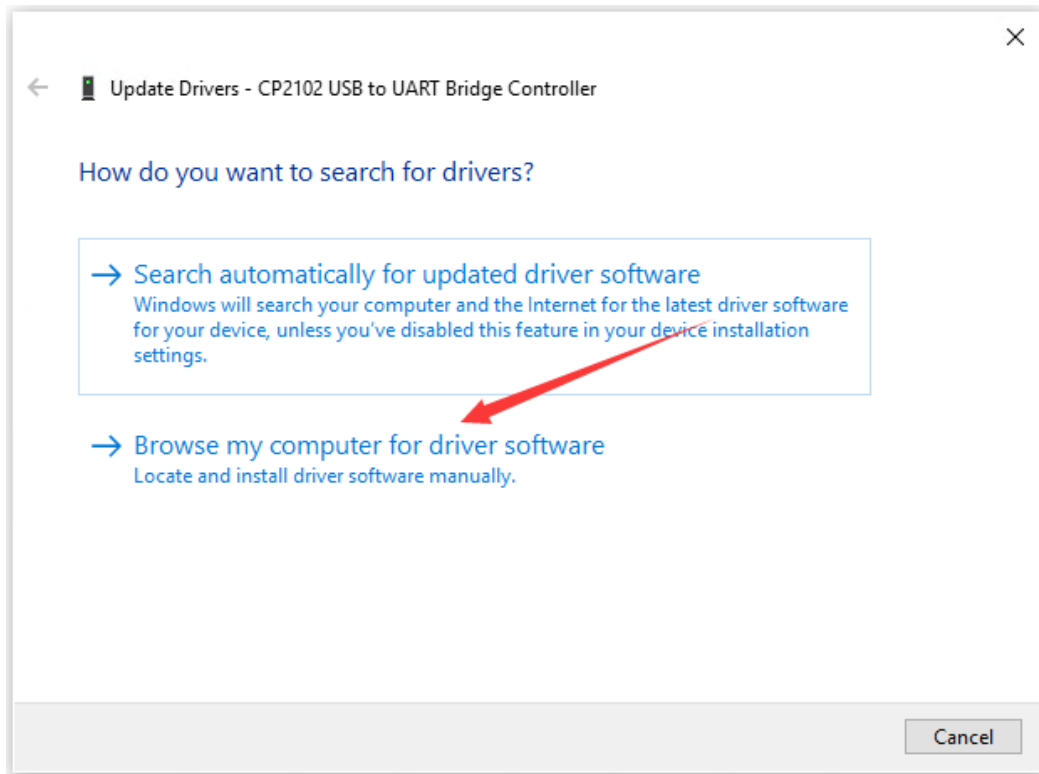 Update Drivers - CP2102 USB to UART Bridge Controller
How do you want to search for drivers?
Search automatically for updated driver software
Windows will search your computer and the Internet for the latest driver software
for your device, unless you've disabled this feature in your device installation
settings.
Browse my computer for driver software
Locate and install driver software manually.
Cancel